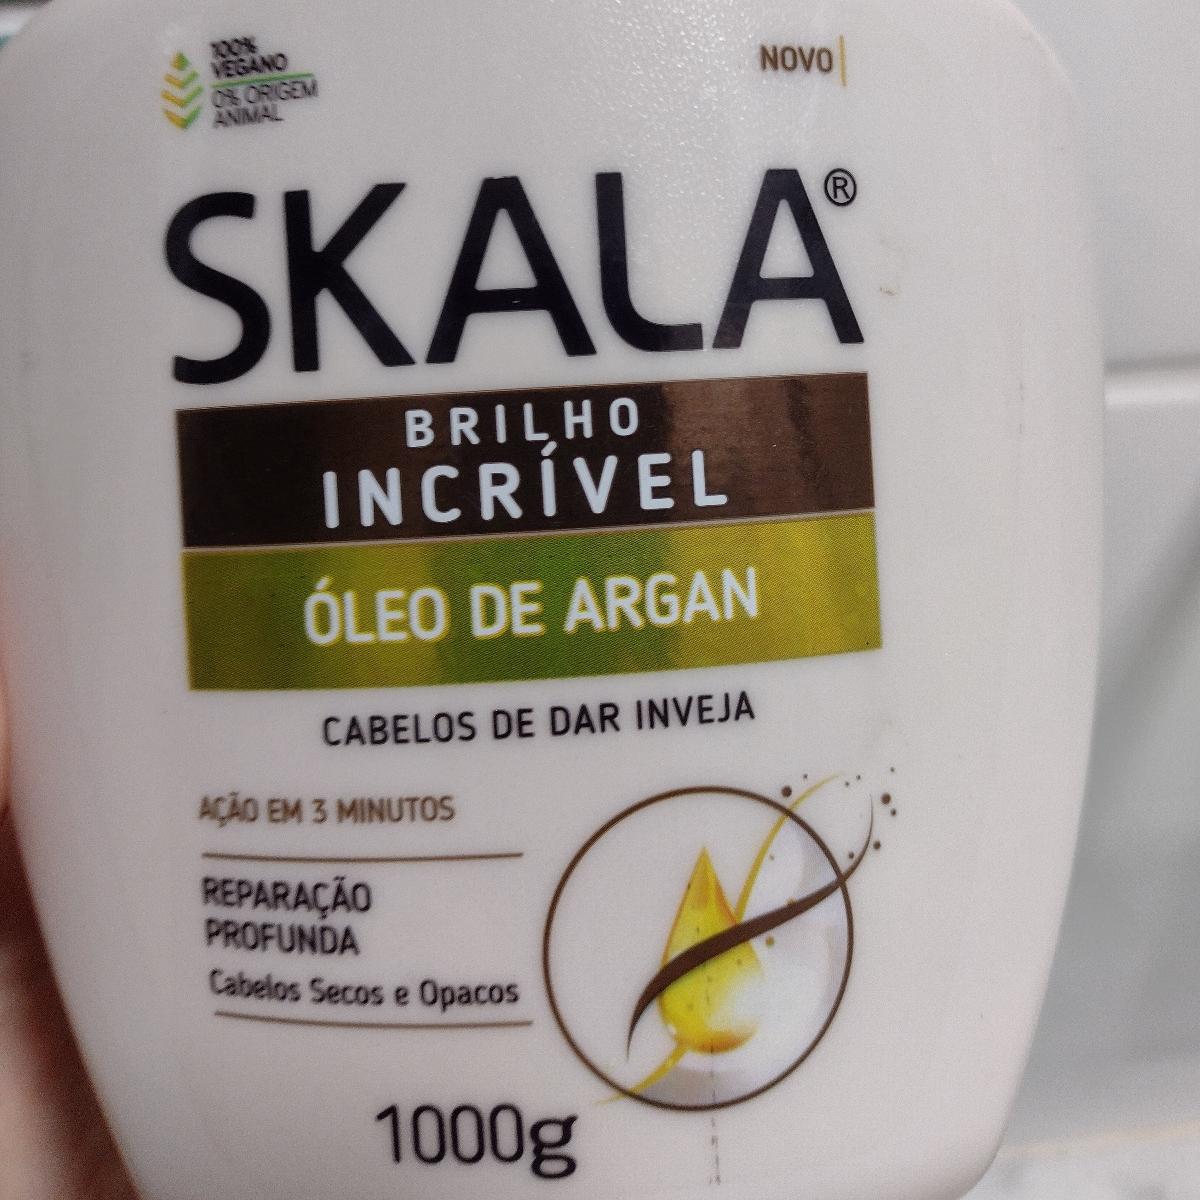 100%
VEGANO
0% ORIGEM
ANIMAL
NOVO
SKALA®
BRILHO
INCRÍVEL
ÓLEO DE ARGAN
CABELOS DE DAR INVEJA
AÇÃO EM 3 MINUTOS
REPARAÇÃO
PROFUNDA
Cabelos Secos e Opacos
1000g